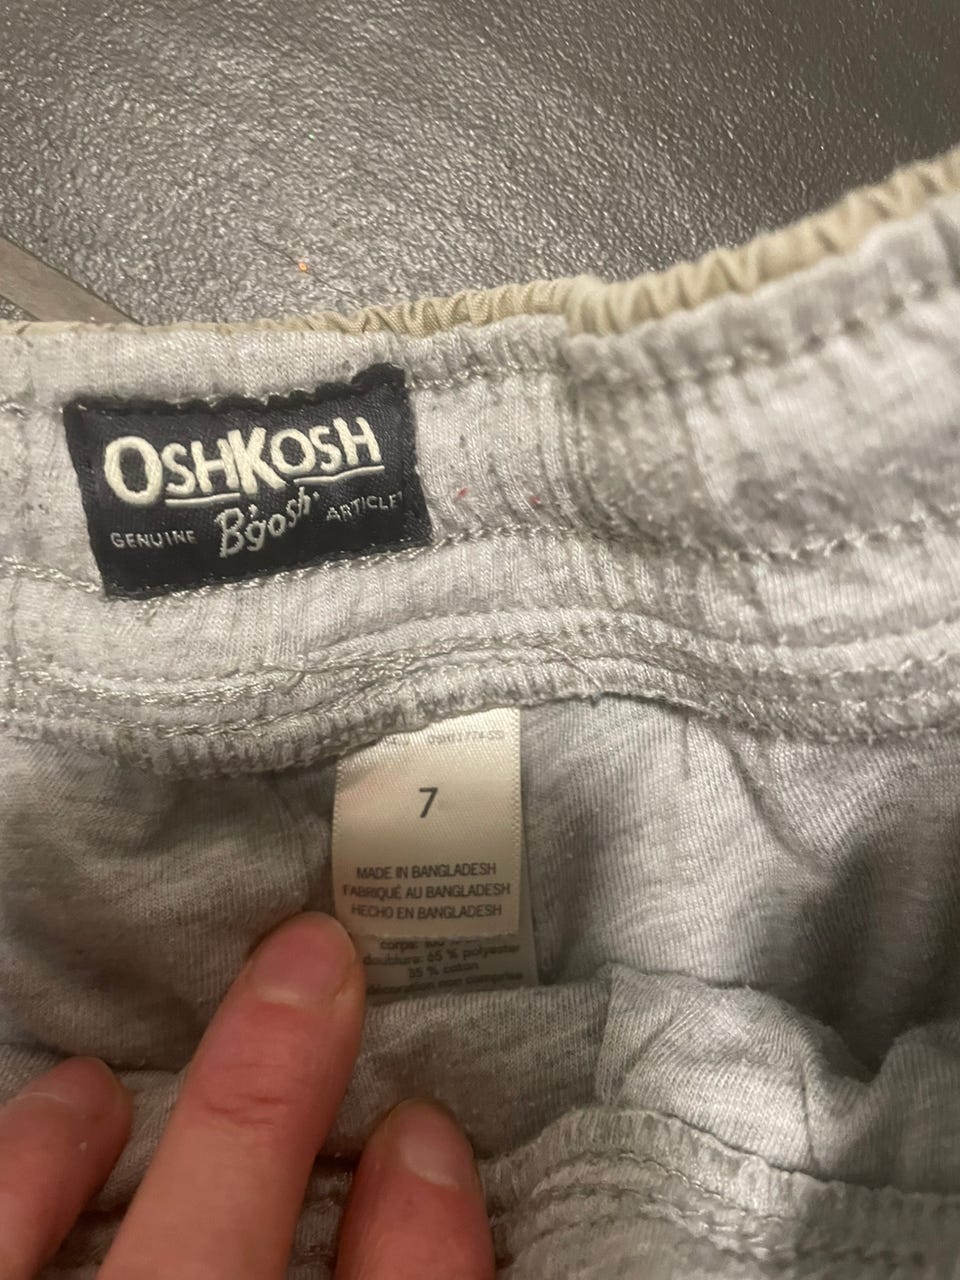 OSHKOSH
GENUINE B'gosh ARTICLE
7
MADE IN BANGLADESH
FABRIQUÉ AU BANGLADESH
HECHO EN BANGLADESH
corps:
doublure: 65 % polyester
35 % coton